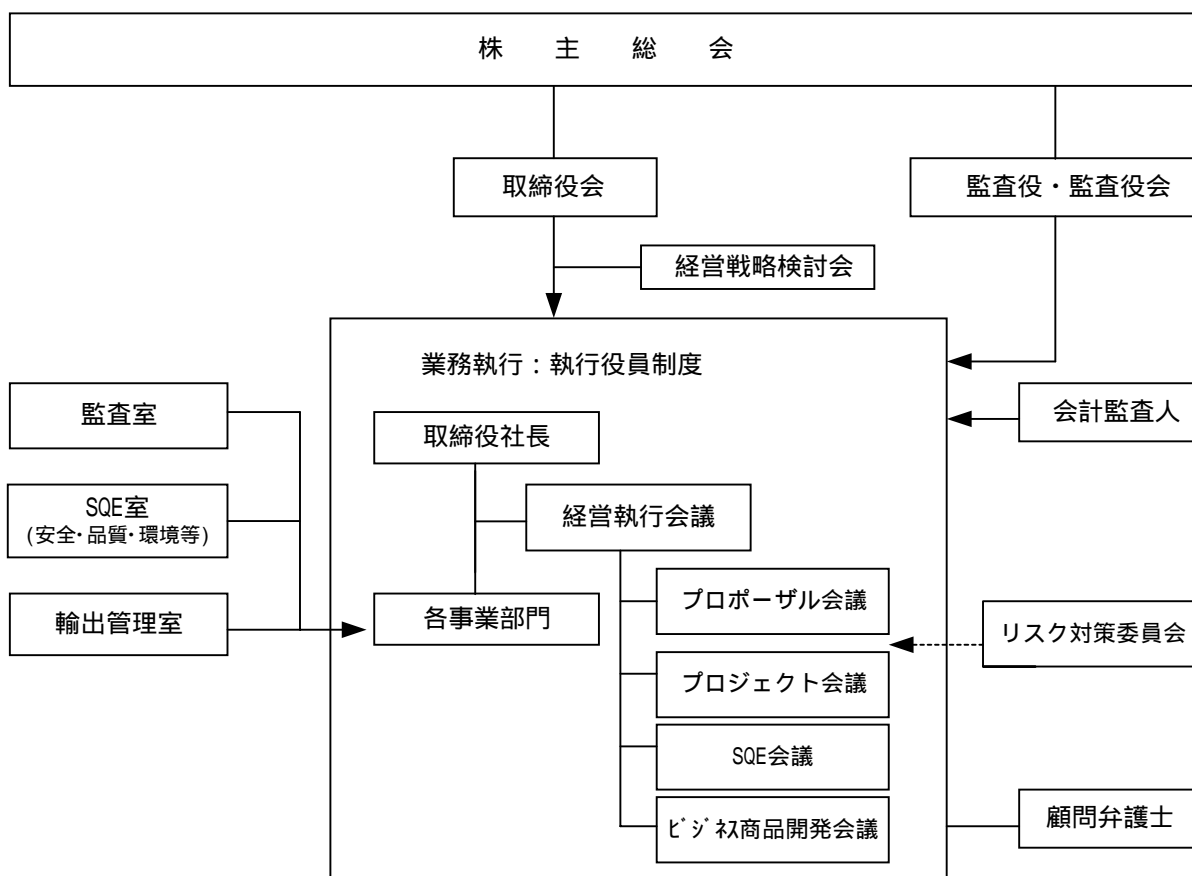 株主総会
取締役会
監査役・監査役会
経営戦略検討会
業務執行：執行役員制度
監査室
取締役社長
会計監査人
SQE室
(安全・品質・環境等)
経営執行会議
輸出管理室
各事業部門
プロポーザル会議
リスク対策委員会
プロジェクト会議
SQE会議
ﾋﾞｼﾞﾈｽ商品開発会議
顧問弁護士